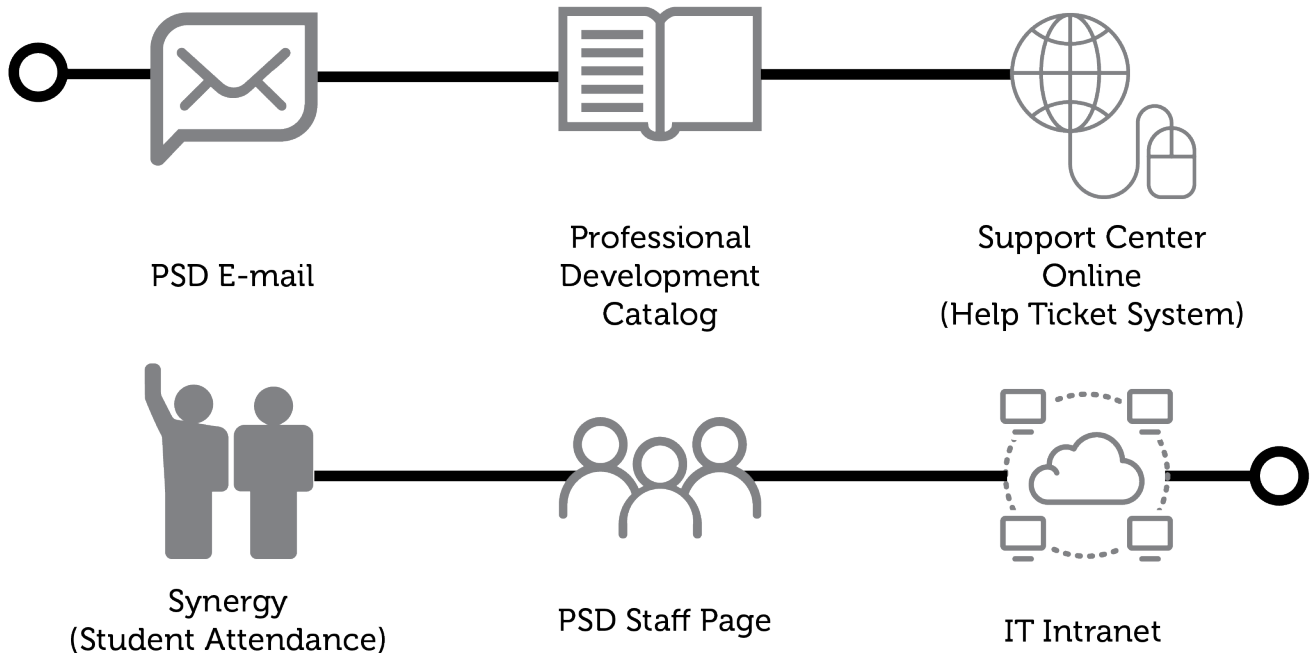 PSD E-mail
Professional
Development
Catalog
Support Center
Online
(Help Ticket System)
Synergy
(Student Attendance)
PSD Staff Page
IT Intranet